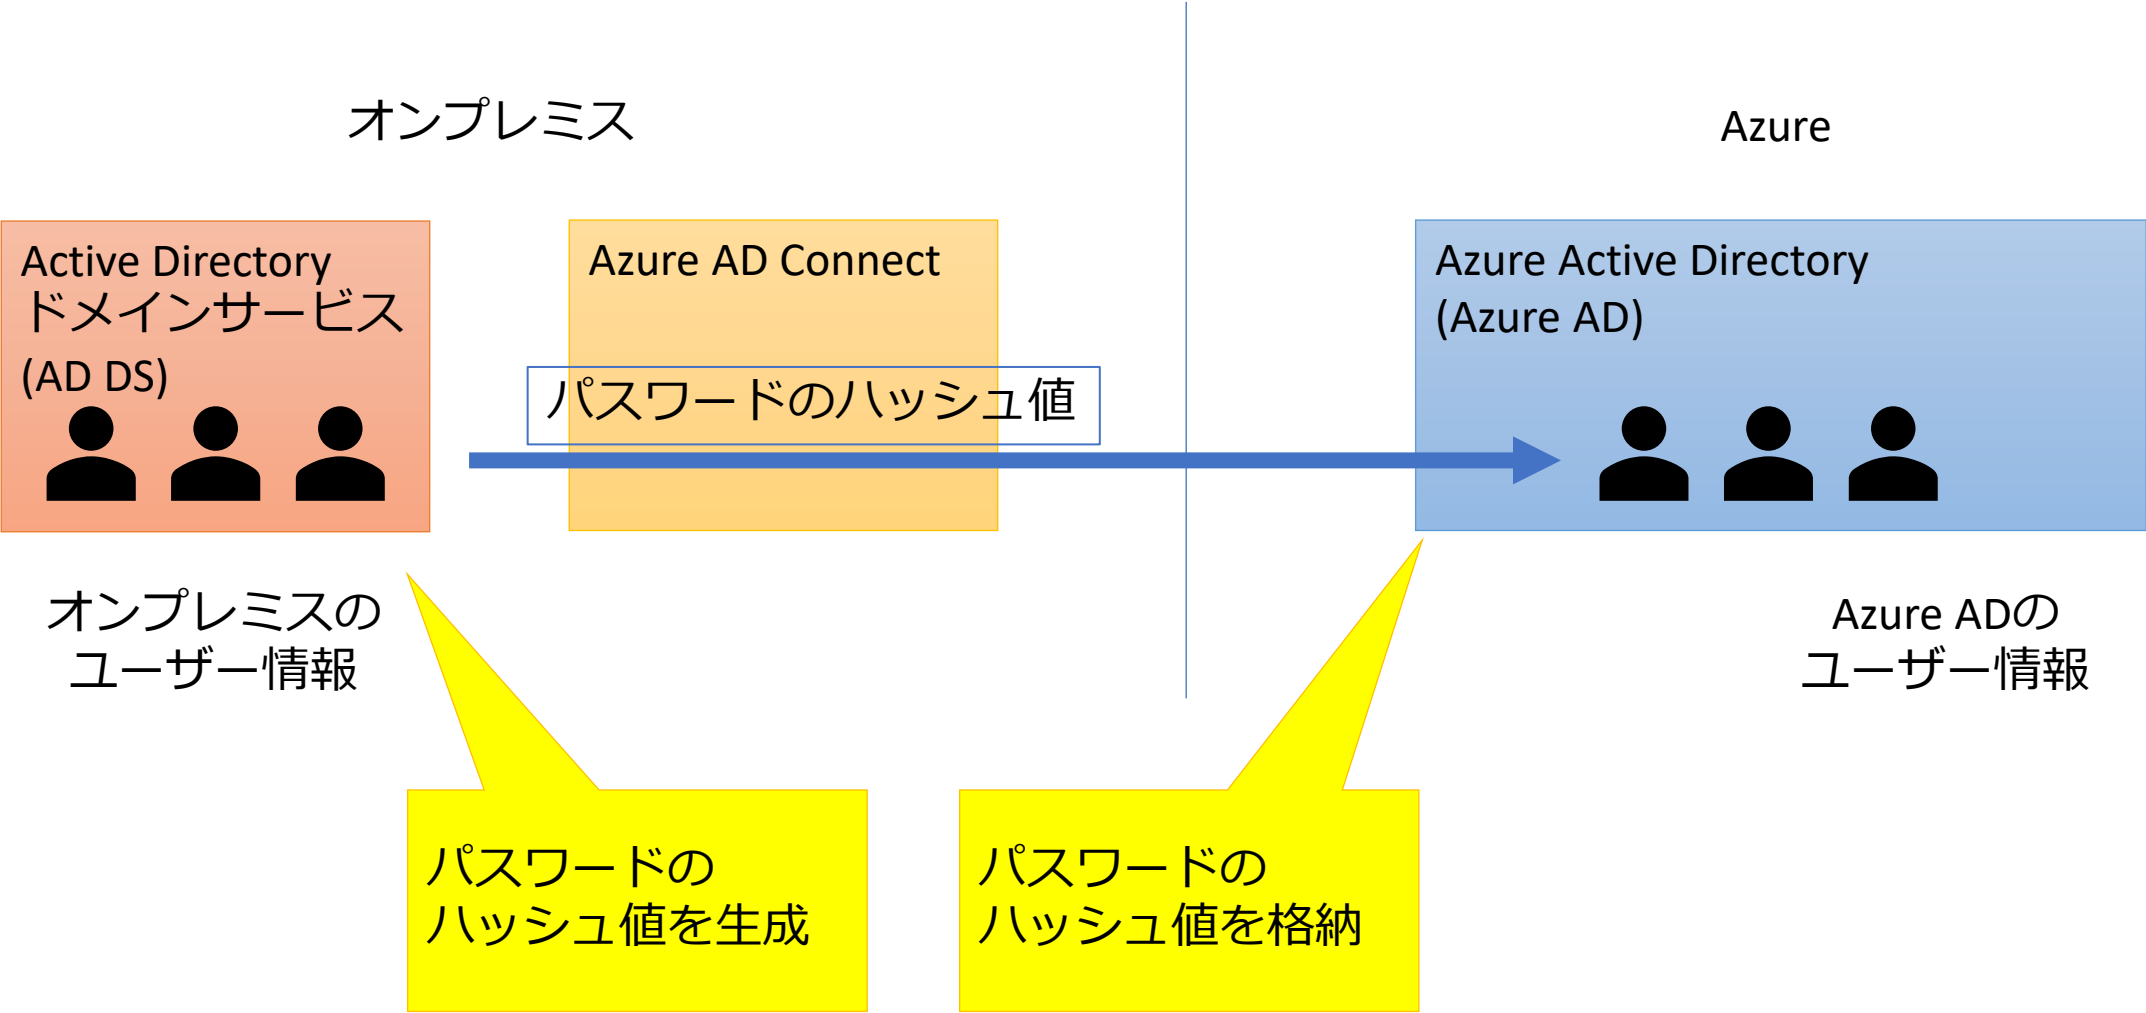 オンプレミス
Azure
Active Directory
ドメインサービス
(AD DS)
Azure AD Connect
パスワードのハッシュ値
Azure Active Directory
(Azure AD)
オンプレミスの
ユーザー情報
Azure ADの
ユーザー情報
パスワードの
ハッシュ値を生成
パスワードの
ハッシュ値を格納